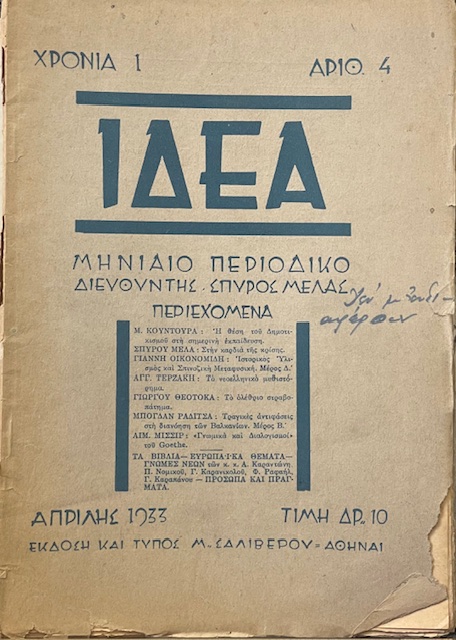 ΧΡΟΝΙΑ 1 ΑΡΙΘ. 4
ΙΔΕΑ
ΜΗΝΙΑΙΟ ΠΕΡΙΟΔΙΚΟ
ΔΙΕΥΘΥΝΤΗΣ · ΣΠΥΡΟΣ ΜΕΛΑΣ
ΠΕΡΙΕΧΟΜΕΝΑ
Μ. ΚΟΥΝΤΟΥΡΑ : Ἡ θέση τοῦ Δημοτι-
κισμοῦ στὴ σημερινὴ ἐκπαίδευση.
ΣΠΥΡΟΥ ΜΕΛΑ : Στὴν καρδιὰ τῆς κρίσης.
ΓΙΑΝΝΗ ΟΙΚΟΝΟΜΙΔΗ : Ἱστορικὸς Ὑλι-
σμὸς καὶ Σπινοζικὴ Μεταφυσική. Μέρος Δ.'
ΑΓΓ. ΤΕΡΖΑΚΗ : Τὸ νεοελληνικὸ μυθιστό-
ρημα.
ΓΙΩΡΓΟΥ ΘΕΟΤΟΚΑ : Τὸ ὀλέθριο στραβο-
πάτημα.
ΜΠΟΓΔΑΝ ΡΑΔΙΤΣΑ : Τραγικὲς ἀντιφάσεις
στὴ διανόηση τῶν Βαλκανίων. Μέρος Β.'
ΑΙΜ. ΜΙΣΣΙΡ : «Γνωμικὰ καὶ Διαλογισμοὶ»
τοῦ Goethe.
ΤΑ ΒΙΒΛΙΑ — ΕΥΡΩΠΑ·Ι·ΚΑ ΘΕΜΑΤΑ —
ΓΝΩΜΕΣ ΝΕΩΝ τῶν κ. κ. Α. Καραντώνη,
Π. Νομικοῦ, Γ. Καρανικολου, Φ. Ραφαήλ,
Γ. Καραπάνου — ΠΡΟΣΩΠΑ ΚΑΙ ΠΡΑΓ-
ΜΑΤΑ.
ΑΠΡΙΛΗΣ 1933 ΤΙΜΗ ΔΡ. 10
ΕΚΔΟΣΗ ΚΑΙ ΤΥΠΟΣ Μ. ΣΑΛΙΒΕΡΟΥ = ΑΘΗΝΑΙ